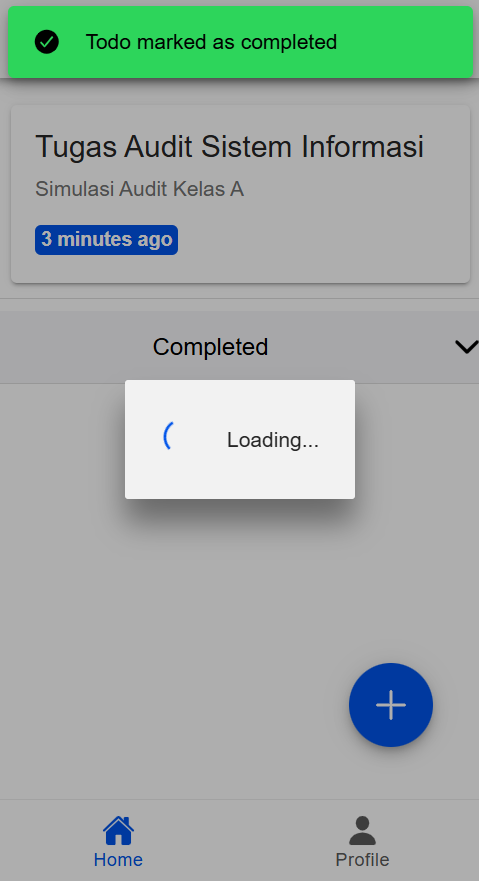 Todo marked as completed
Tugas Audit Sistem Informasi
Simulasi Audit Kelas A
3 minutes ago
Completed
Loading...
Home
Profile